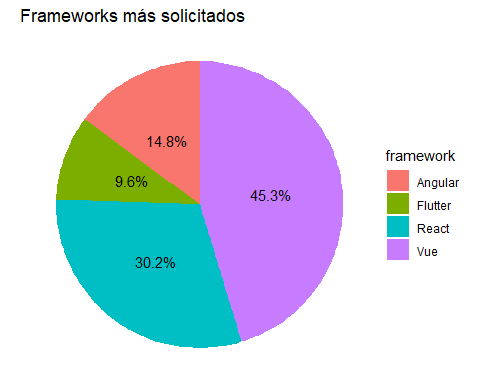 Frameworks más solicitados
14.8%
9.6%
45.3%
30.2%
framework
Angular
Flutter
React
Vue